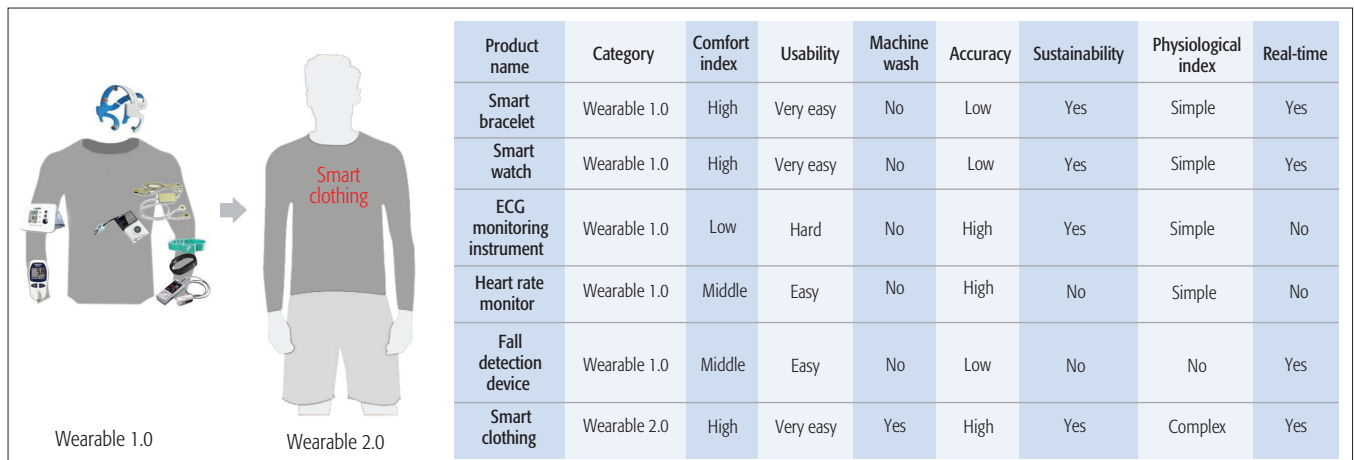 Smart
clothing
Wearable 1.0
Wearable 2.0
Product name Category Comfort index Usability Machine wash Accuracy Sustainability Physiological index Real-time
Smart bracelet Wearable 1.0 High Very easy No Low Yes Simple Yes
Smart watch Wearable 1.0 High Very easy No Low Yes Simple Yes
ECG monitoring instrument Wearable 1.0 Low Hard No High Yes Simple No
Heart rate monitor Wearable 1.0 Middle Easy No High No Simple No
Fall detection device Wearable 1.0 Middle Easy No Low No No Yes
Smart clothing Wearable 2.0 High Very easy Yes High Yes Complex Yes